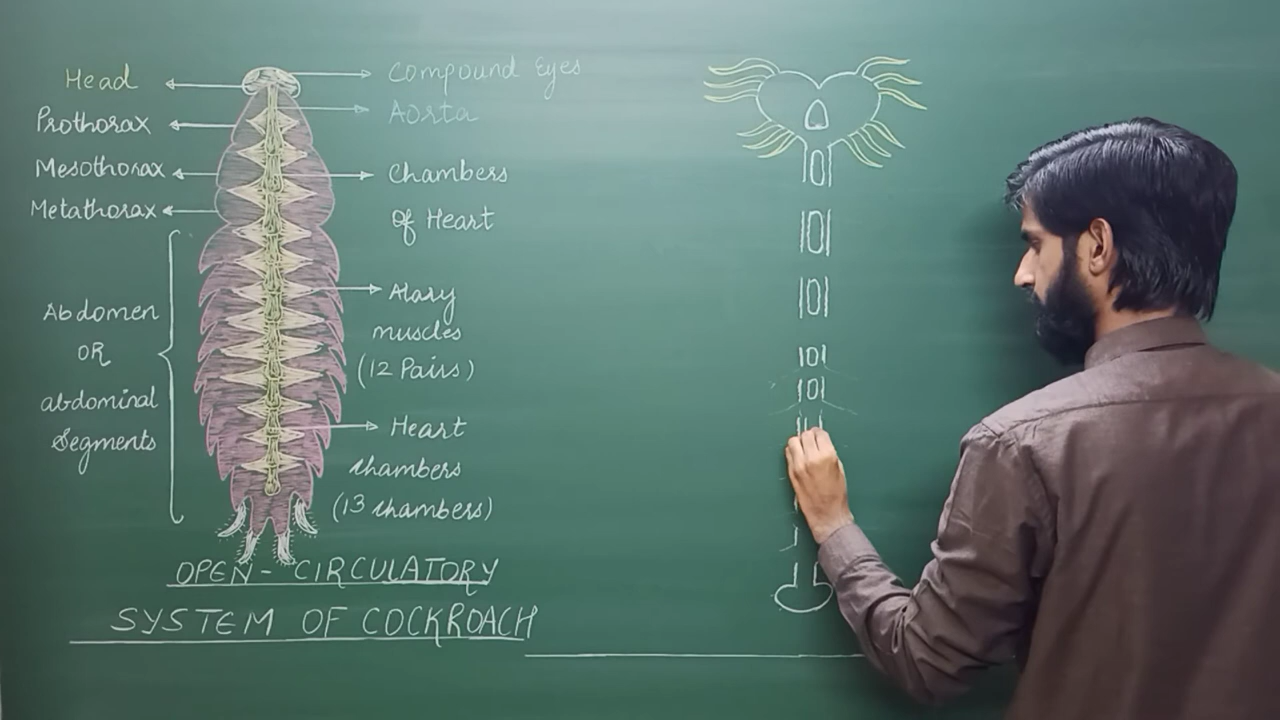 Head
Prothorax
Mesothorax
Metathorax
Abdomen
OR
abdominal
Segments
Compound Eyes
Aorta
Chambers
of Heart
Alary
muscles
(12 Pairs)
Heart
chambers
(13 chambers)
OPEN - CIRCULATORY
SYSTEM OF COCKROACH